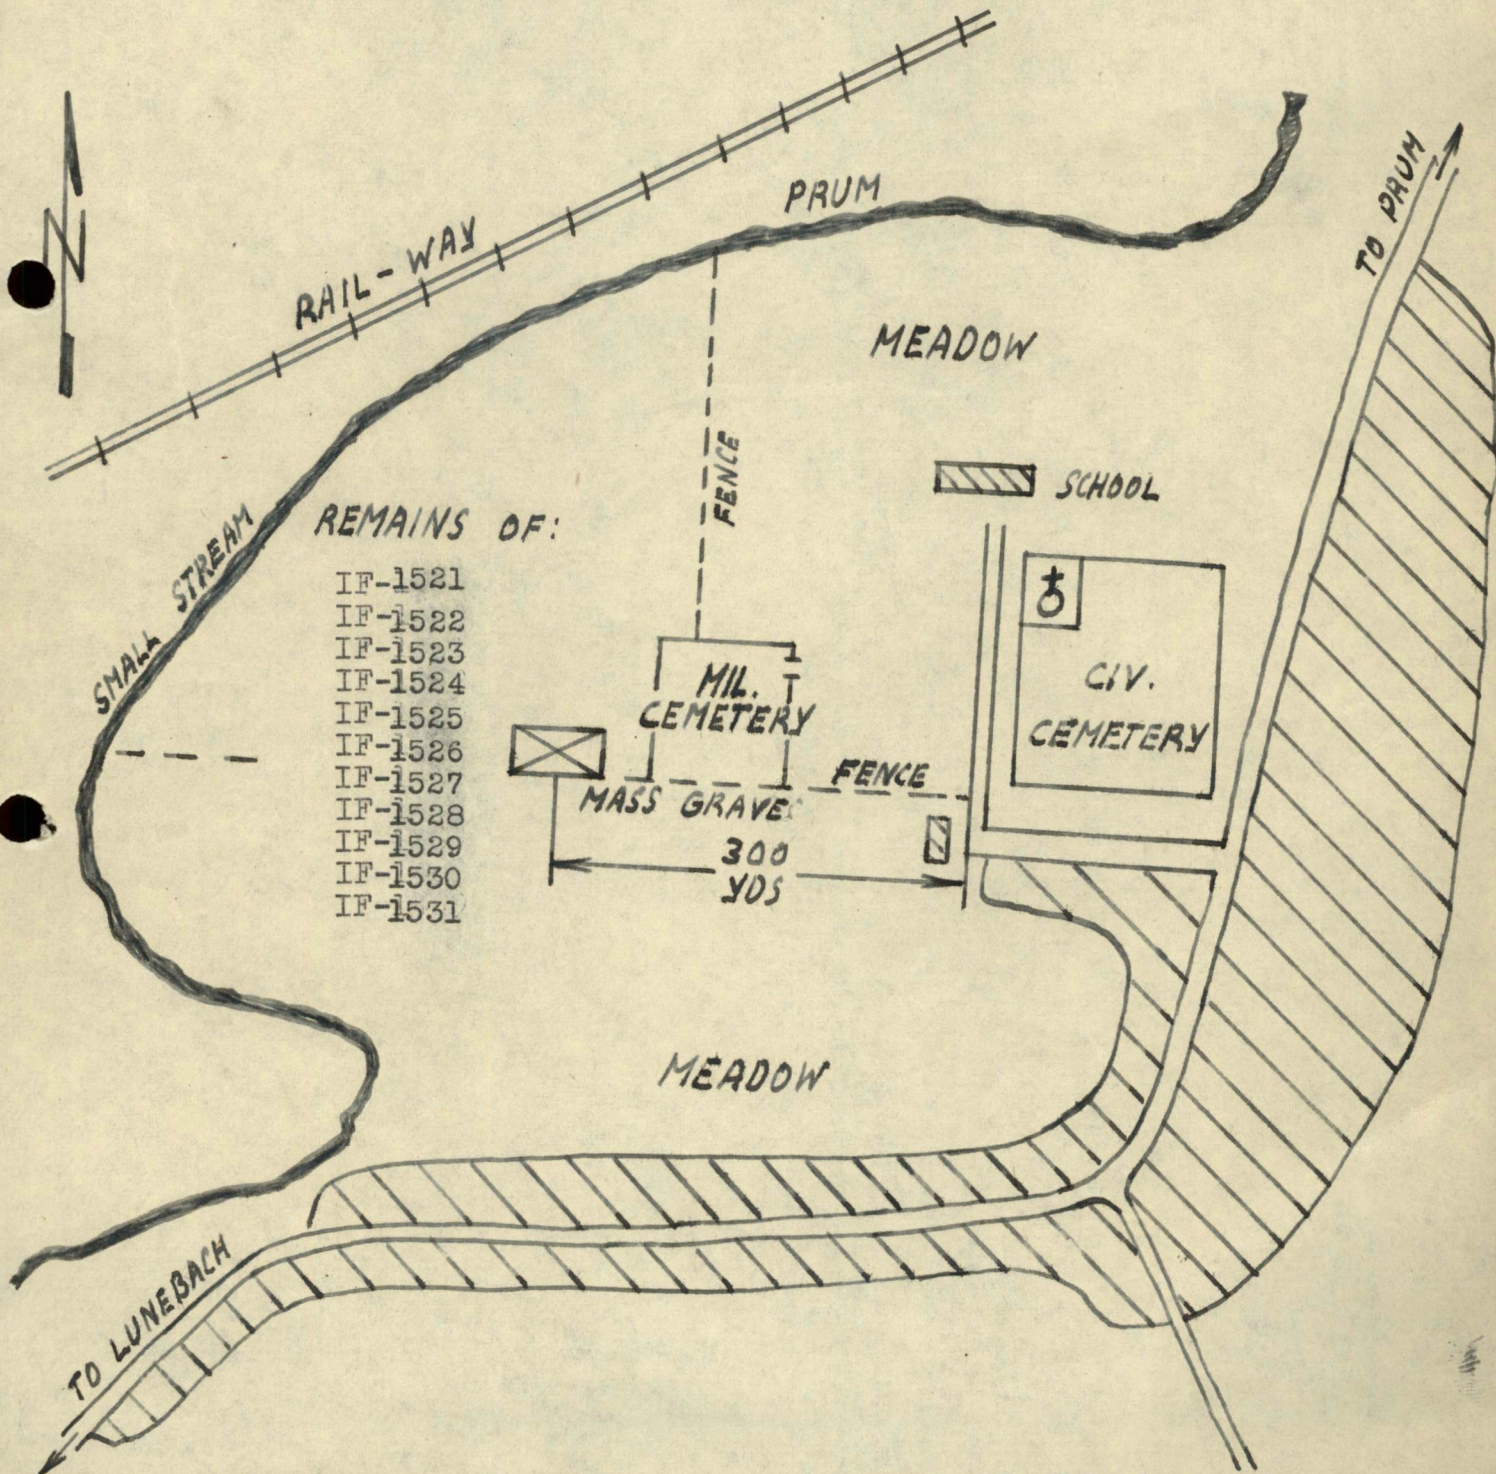 N
RAIL-WAY
PRUM
TO PRUM
MEADOW
FENCE
SCHOOL
SMALL STREAM
REMAINS OF:
IF-1521
IF-1522
IF-1523
IF-1524
IF-1525
IF-1526
IF-1527
IF-1528
IF-1529
IF-1530
IF-1531
MIL.
CEMETERY
CIV.
CEMETERY
FENCE
MASS GRAVE
300
YDS
MEADOW
TO LUNEBACH